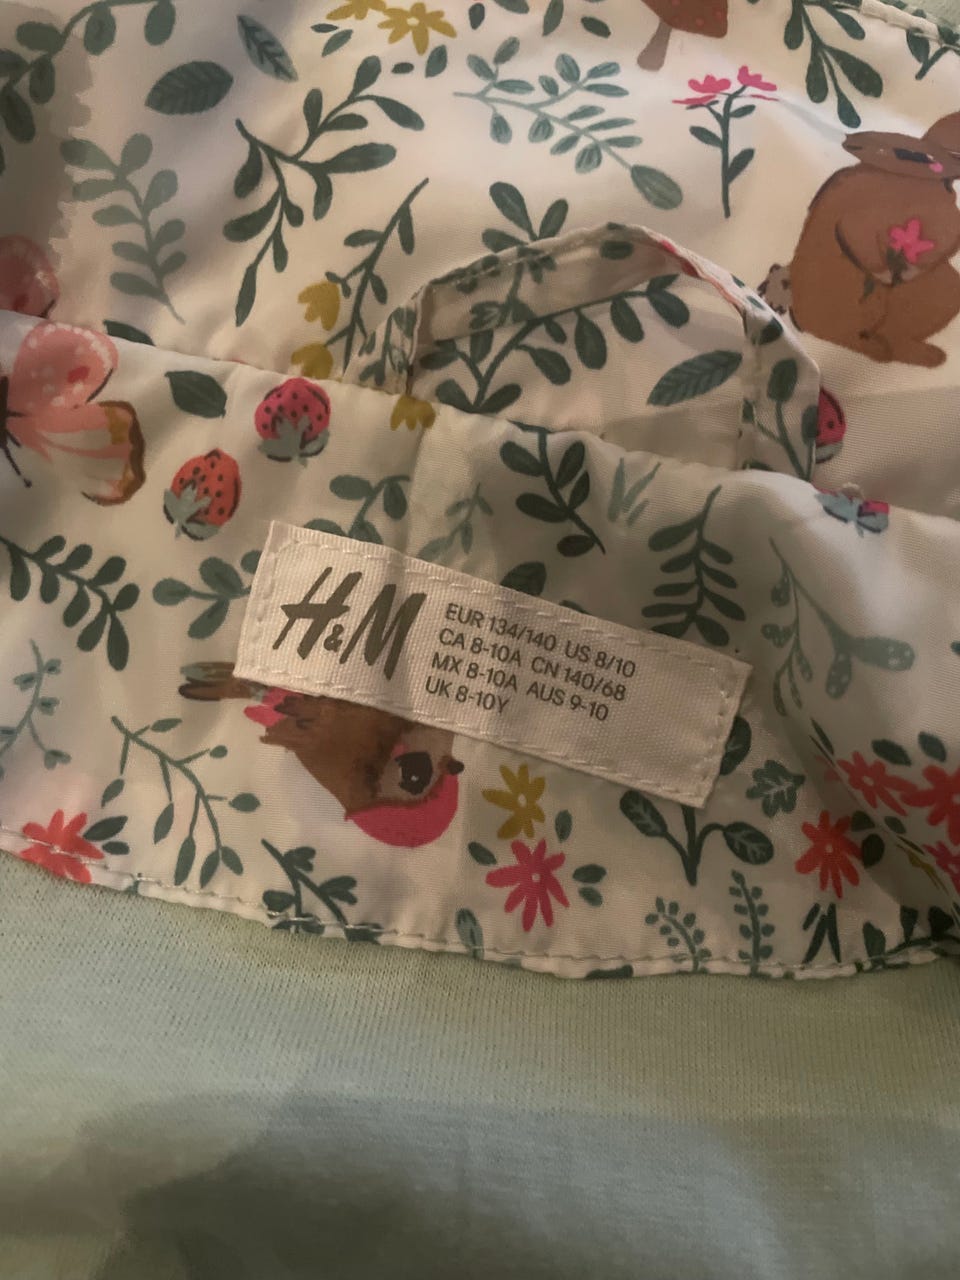 H&M
EUR 134/140 US 8/10
CA 8-10A CN 140/68
MX 8-10A AUS 9-10
UK 8-10Y